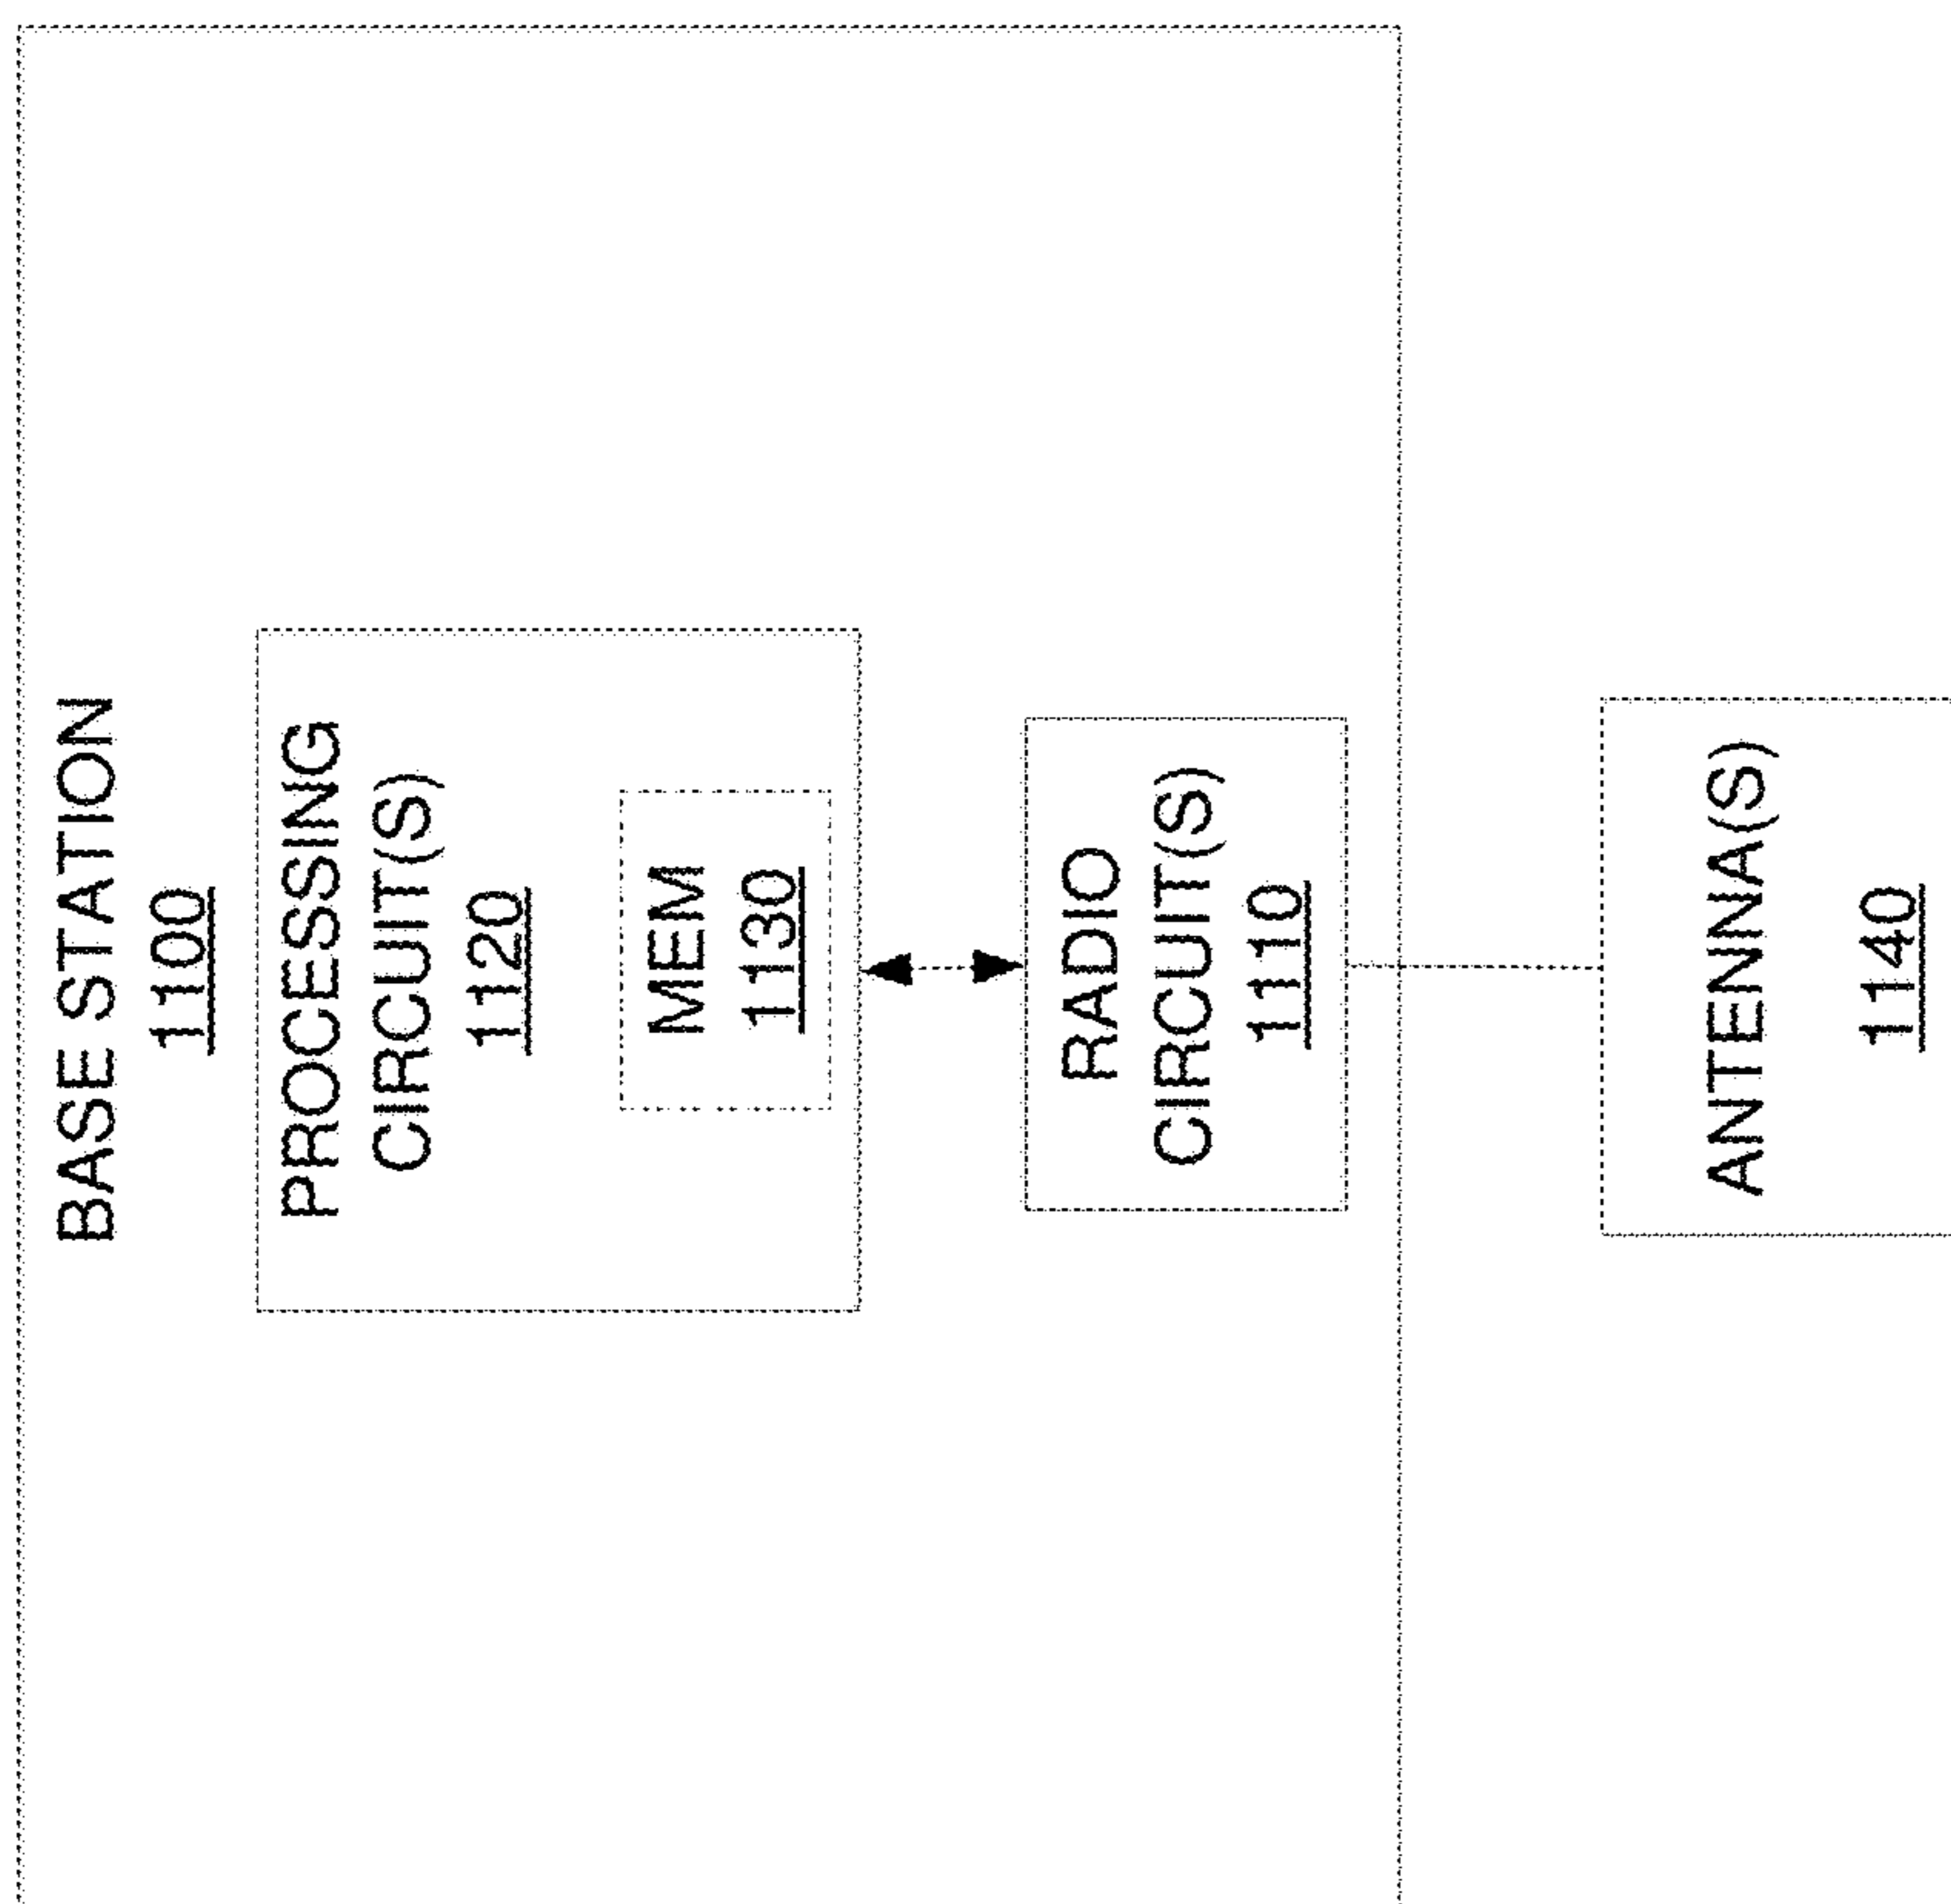 BASE STATION
1100
PROCESSING
CIRCUIT(S)
1120
MEM
1130
RADIO
CIRCUIT(S)
1110
ANTENNA(S)
1140